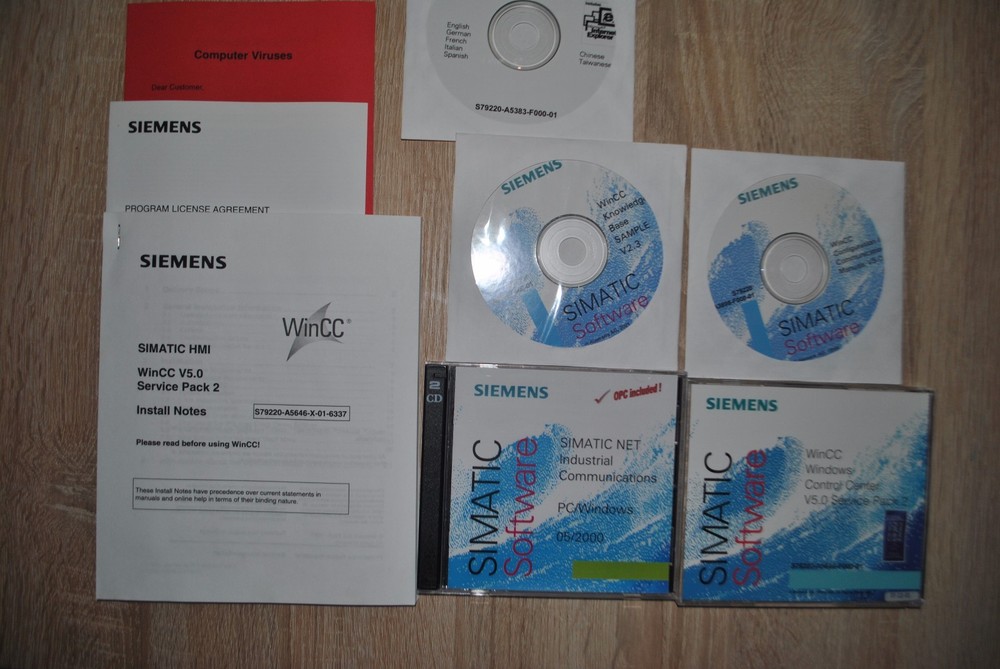 Computer Viruses
Dear Customer,
SIEMENS
PROGRAM LICENSE AGREEMENT
SIEMENS
WinCC®
SIMATIC HMI
WinCC V5.0
Service Pack 2
Install Notes
S79220-A5646-X-01-6337
Please read before using WinCC!
These Install Notes have precedence over current statements in
manuals and online help in terms of their binding nature.
English
German
French
Italian
Spanish
Internet
Explorer
Chinese
Taiwanese
S79220-A5383-F000-01
SIEMENS
WinCC
Knowledge
Base
SAMPLE
V2.3
SIMATIC
Software
SIEMENS
WinCC
SIMATIC
Software
2
CD
SIEMENS
OPC included!
SIMATIC
Software
SIMATIC NET
Industrial
Communications
PC/Windows
05/2000
SIEMENS
SIMATIC
Software
WinCC
Windows
Control Center
V5.0 Service Pack 2